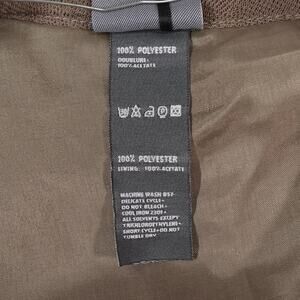 100% POLYESTER
DOUBLURE:
100% ACETATE
100% POLYESTER
LINING: 100% ACETATE
MACHINE WASH 85F
DELICATE CYCLE+
DO NOT BLEACH+
COOL IRON 230F+
ALL SOLVENTS EXCEPT
TRICHLOROETHYLENE+
SHORT CYCLE+DO NOT
TUMBLE DRY